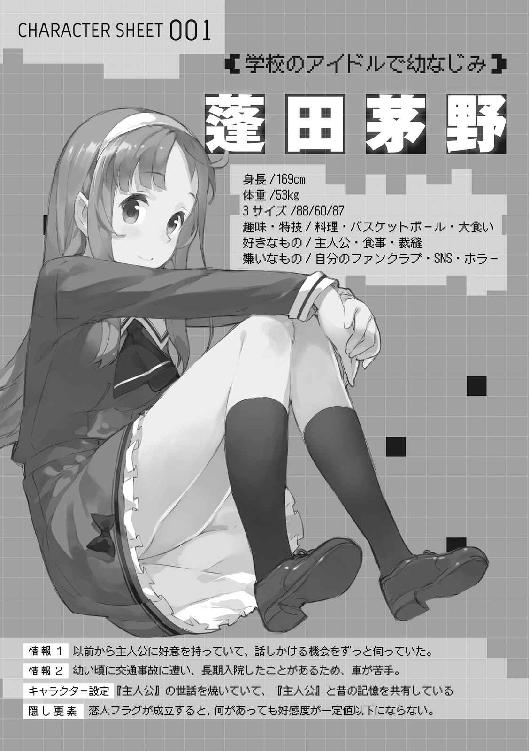 CHARACTER SHEET 001
【学校のアイドルで幼なじみ】
蓬田茅野
身長/169cm
体重/53kg
3サイズ/88/60/87
趣味・特技/料理・バスケットボール・大食い
好きなもの/主人公・食事・裁縫
嫌いなもの/自分のファンクラブ・SNS・ホラー
情報1 以前から主人公に好意を持っていて、話しかける機会をずっと伺っていた。
情報2 幼い頃に交通事故に遭い、長期入院したことがあるため、車が苦手。
キャラクター設定 『主人公』の世話を焼いていて、『主人公』と昔の記憶を共有している
隠し要素 恋人フラグが成立すると、何があっても好感度が一定値以下にならない。